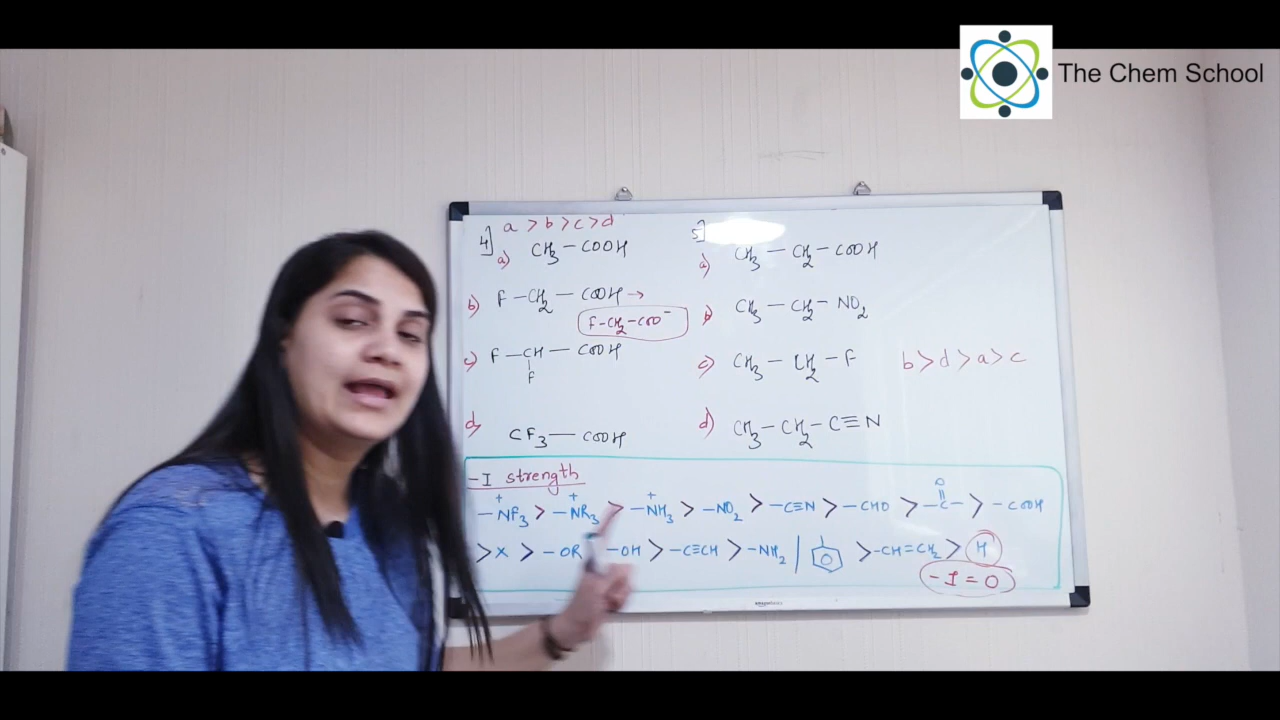 The Chem School
4] a > b > c > d
a) CH₃ — COOH
b) F — CH₂ — COOH →
F-CH₂-COO⁻
c) F — CH — COOH
F
d) CF₃ — COOH
5]
a) CH₃ — CH₂ — COOH
b) CH₃ — CH₂ — NO₂
c) CH₃ — CH₂ — F
d) CH₃ — CH₂ — C≡N
b > d > a > c
-I strength
+ + + O
—NF₃ > —NR₃ > —NH₃ > —NO₂ > —C≡N > —CHO > —C— > —COOH
> X > —OR —OH > —C≡CH > —NH₂ | > —CH=CH₂ > H
-I = O